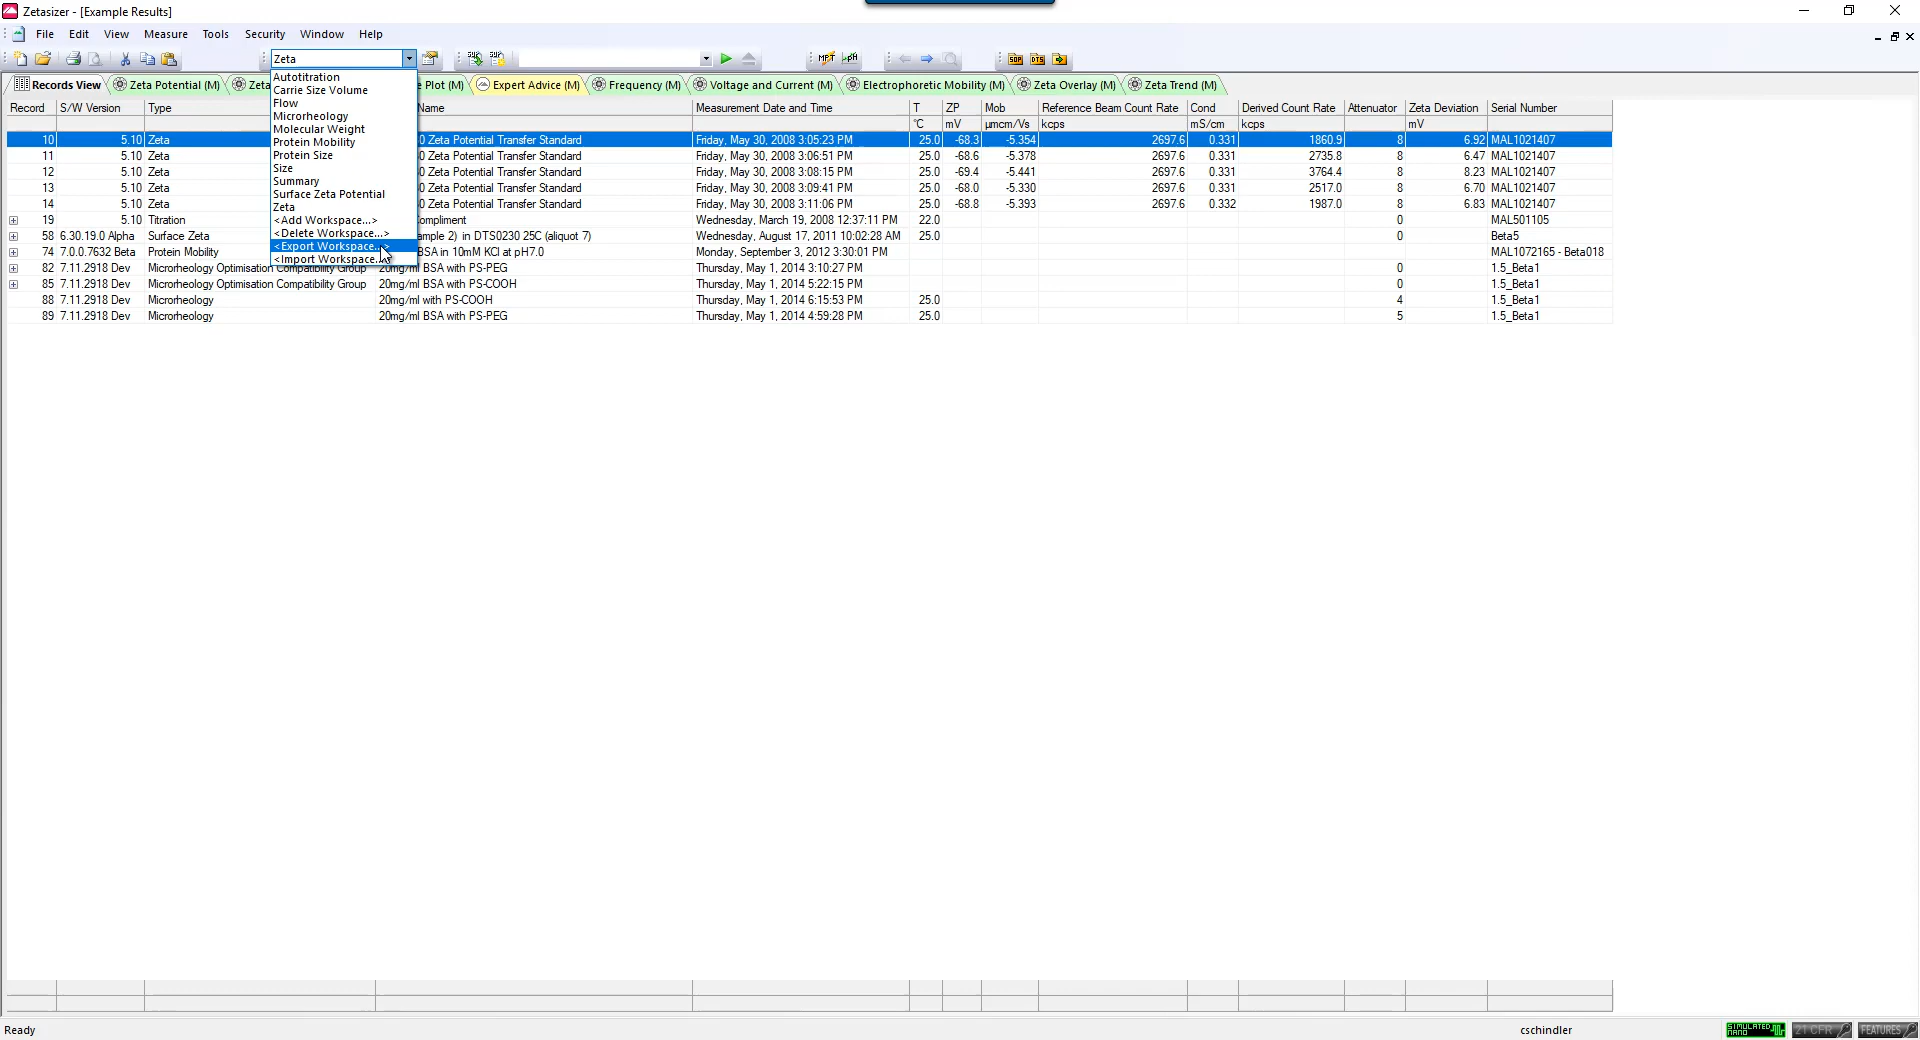 Zetasizer - [Example Results]
File Edit View Measure Tools Security Window Help
Zeta
MPT pH
SOP DTS
Records View Zeta Potential (M) Zeta Plot (M) Expert Advice (M) Frequency (M) Voltage and Current (M) Electrophoretic Mobility (M) Zeta Overlay (M) Zeta Trend (M)
Autotitration
Carrie Size Volume
Flow
Microrheology
Molecular Weight
Protein Mobility
Protein Size
Size
Summary
Surface Zeta Potential
Zeta
<Add Workspace...>
<Delete Workspace...>
<Export Workspace...>
<Import Workspace...
Record S/W Version Type Name Measurement Date and Time T ZP Mob Reference Beam Count Rate Cond Derived Count Rate Attenuator Zeta Deviation Serial Number
°C mV µmcm/Vs kcps mS/cm kcps mV
10 5.10 Zeta 0 Zeta Potential Transfer Standard Friday, May 30, 2008 3:05:23 PM 25.0 -68.3 -5.354 2697.6 0.331 1860.9 8 6.92 MAL1021407
11 5.10 Zeta 0 Zeta Potential Transfer Standard Friday, May 30, 2008 3:06:51 PM 25.0 -68.6 -5.378 2697.6 0.331 2735.8 8 6.47 MAL1021407
12 5.10 Zeta 0 Zeta Potential Transfer Standard Friday, May 30, 2008 3:08:15 PM 25.0 -69.4 -5.441 2697.6 0.331 3764.4 8 8.23 MAL1021407
13 5.10 Zeta 0 Zeta Potential Transfer Standard Friday, May 30, 2008 3:09:41 PM 25.0 -68.0 -5.330 2697.6 0.331 2517.0 8 6.70 MAL1021407
14 5.10 Zeta 0 Zeta Potential Transfer Standard Friday, May 30, 2008 3:11:06 PM 25.0 -68.8 -5.393 2697.6 0.332 1987.0 8 6.83 MAL1021407
19 5.10 Titration ompliment Wednesday, March 19, 2008 12:37:11 PM 22.0 0 MAL501105
58 6.30.19.0 Alpha Surface Zeta ample 2) in DTS0230 25C (aliquot 7) Wednesday, August 17, 2011 10:02:28 AM 25.0 0 Beta5
74 7.0.0.7632 Beta Protein Mobility BSA in 10mM KCl at pH7.0 Monday, September 3, 2012 3:30:01 PM MAL1072165 - Beta018
82 7.11.2918 Dev Microrheology Optimisation Compatibility Group 20mg/ml BSA with PS-PEG Thursday, May 1, 2014 3:10:27 PM 0 1.5_Beta1
85 7.11.2918 Dev Microrheology Optimisation Compatibility Group 20mg/ml BSA with PS-COOH Thursday, May 1, 2014 5:22:15 PM 0 1.5_Beta1
88 7.11.2918 Dev Microrheology 20mg/ml with PS-COOH Thursday, May 1, 2014 6:15:53 PM 25.0 4 1.5_Beta1
89 7.11.2918 Dev Microrheology 20mg/ml BSA with PS-PEG Thursday, May 1, 2014 4:59:28 PM 25.0 5 1.5_Beta1
Ready cschindler SIMULATED NANO 21 CFR FEATURES